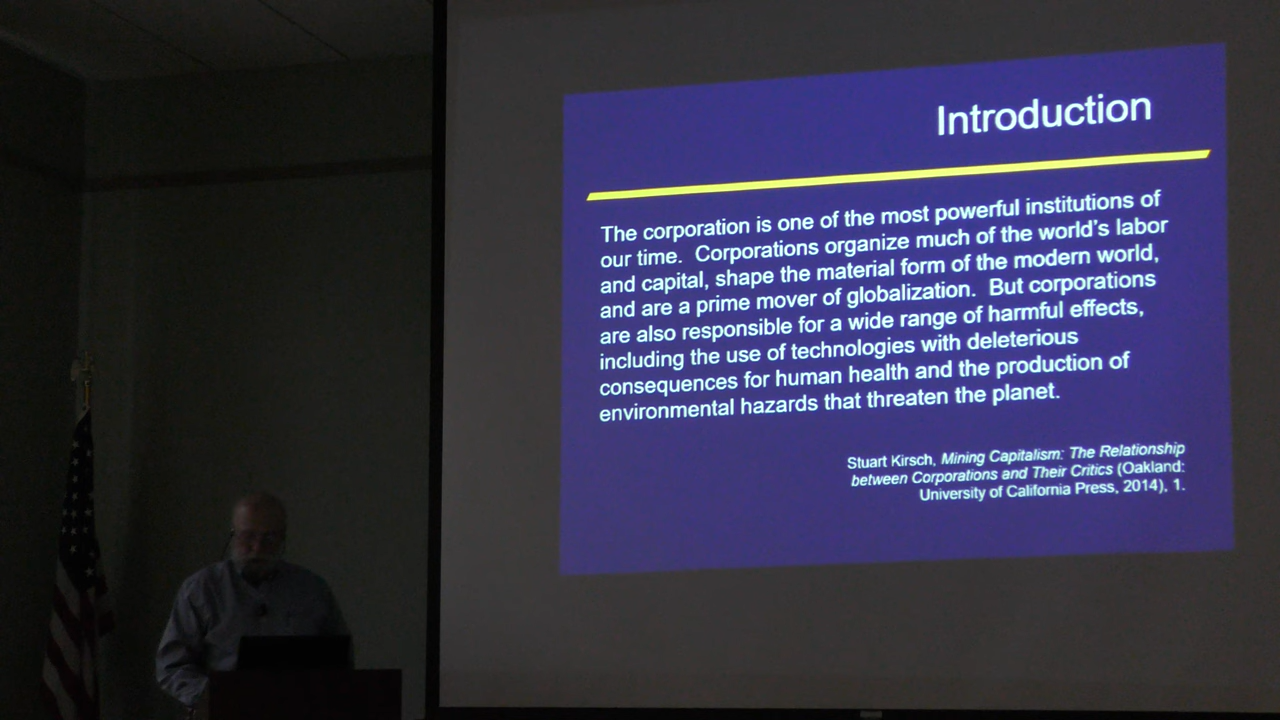 Introduction
The corporation is one of the most powerful institutions of
our time.  Corporations organize much of the world’s labor
and capital, shape the material form of the modern world,
and are a prime mover of globalization.  But corporations
are also responsible for a wide range of harmful effects,
including the use of technologies with deleterious
consequences for human health and the production of
environmental hazards that threaten the planet.
Stuart Kirsch, Mining Capitalism: The Relationship
between Corporations and Their Critics (Oakland:
University of California Press, 2014), 1.